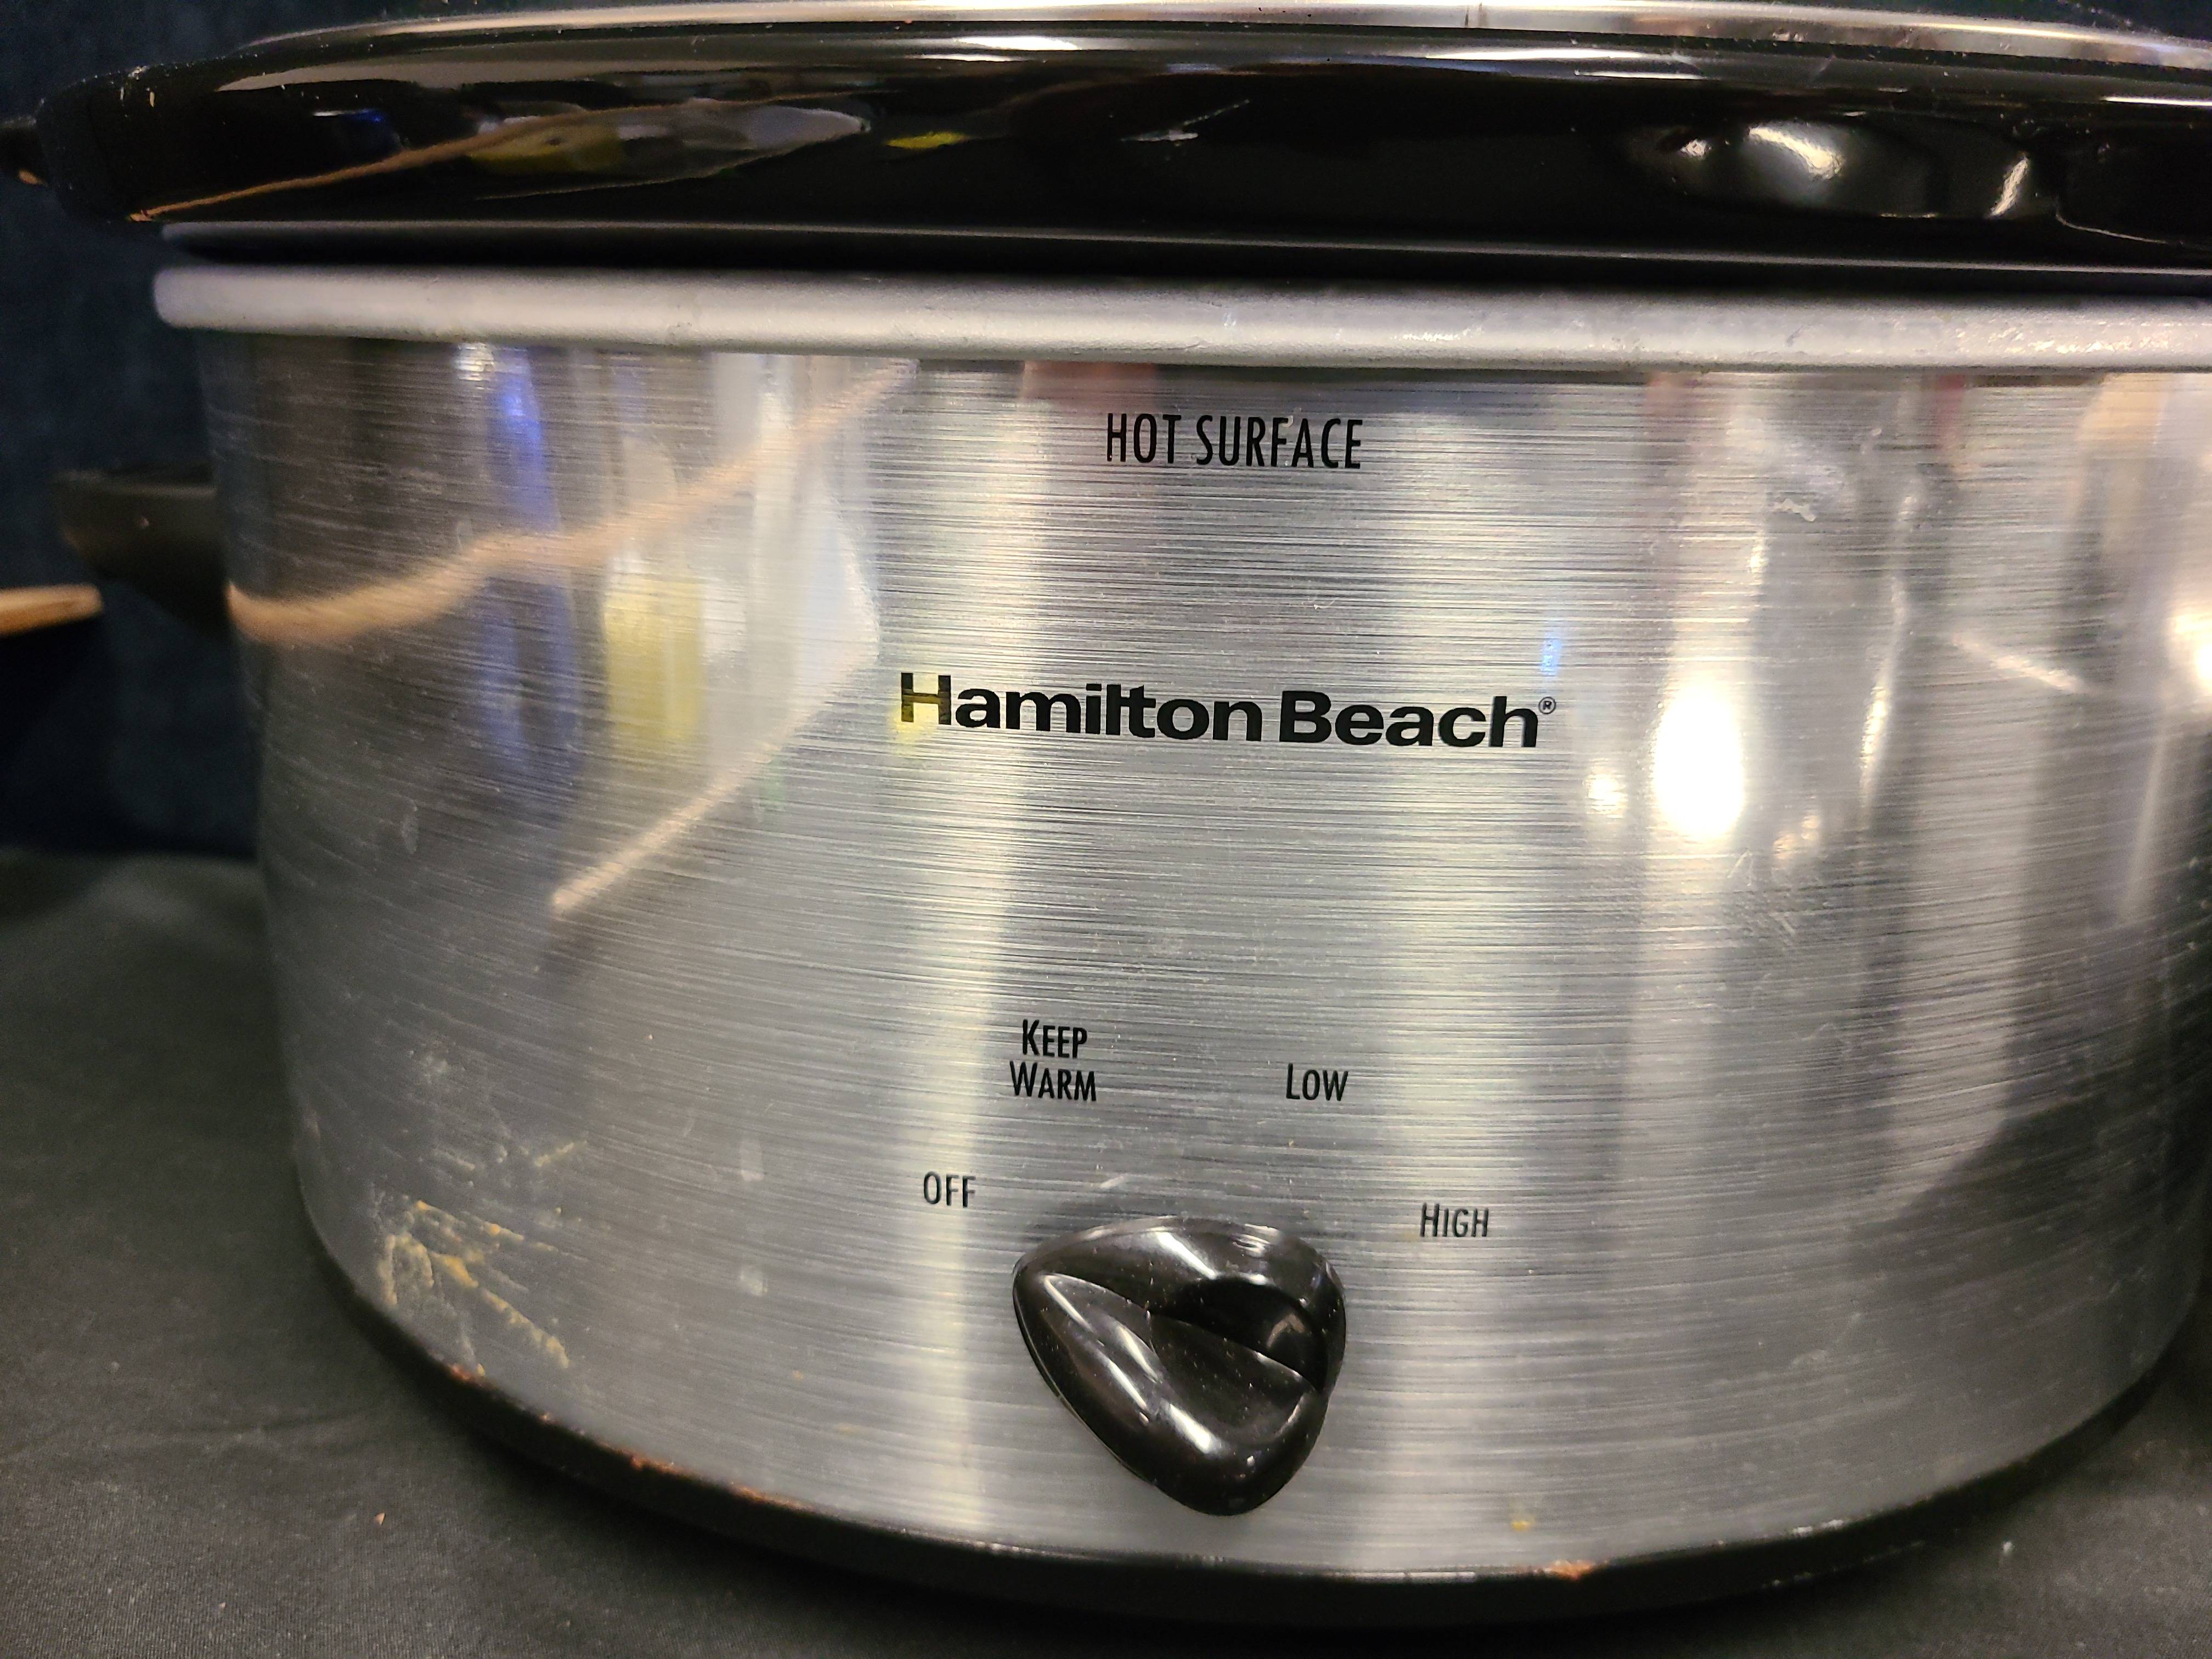 HOT SURFACE
Hamilton Beach®
KEEP
WARM
LOW
OFF
HIGH